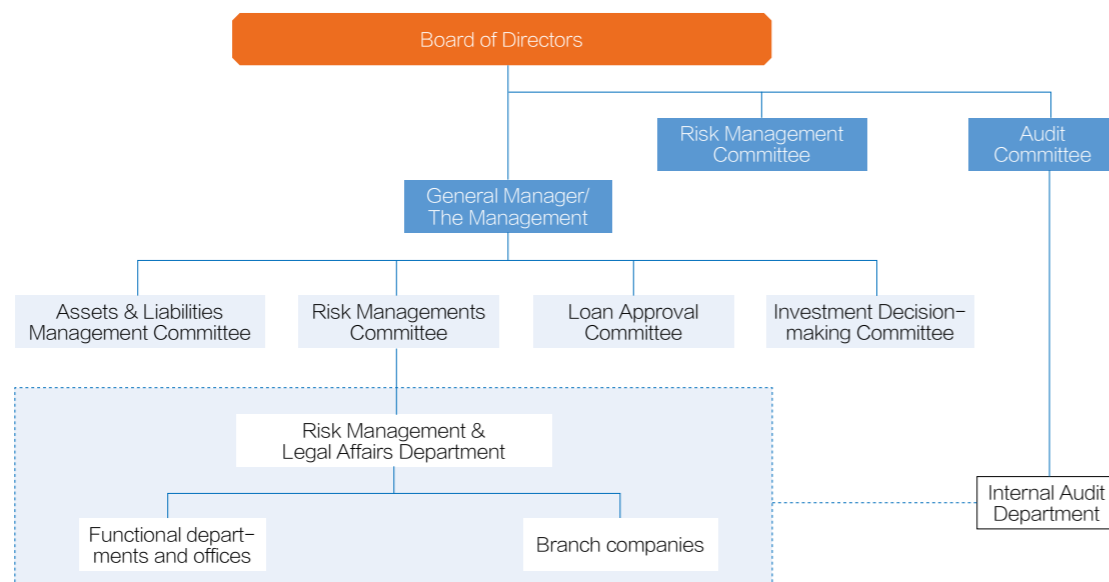 Board of Directors
Risk Management
Committee
Audit
Committee
General Manager/
The Management
Assets & Liabilities
Management Committee
Risk Managements
Committee
Loan Approval
Committee
Investment Decision-
making Committee
Risk Management &
Legal Affairs Department
Internal Audit
Department
Functional depart-
ments and offices
Branch companies